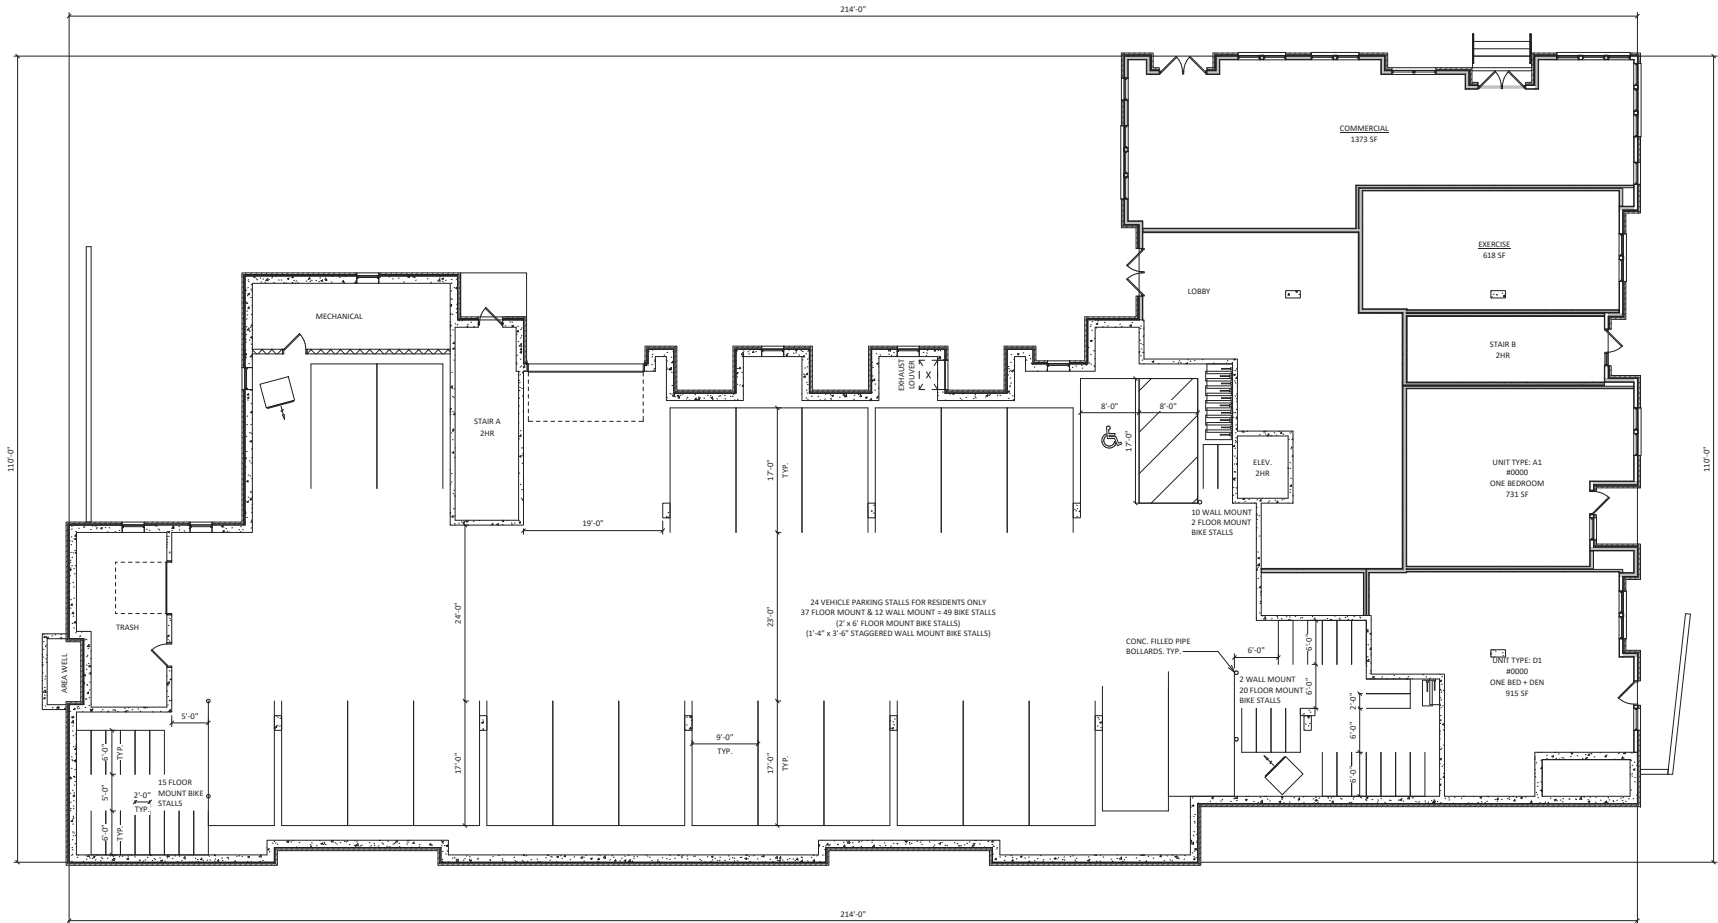 214'-0"
COMMERCIAL
1373 SF
EXERCISE
618 SF
LOBBY
MECHANICAL
STAIR B
2HR
EXHAUST
LOUVER
X
8'-0"
8'-0"
17'-0"
STAIR A
2HR
17'-0"
TYP.
110'-0"
110'-0"
ELEV.
2HR
UNIT TYPE: A1
#0000
ONE BEDROOM
731 SF
19'-0"
10 WALL MOUNT
2 FLOOR MOUNT
BIKE STALLS
24'-0"
23'-0"
24 VEHICLE PARKING STALLS FOR RESIDENTS ONLY
37 FLOOR MOUNT & 12 WALL MOUNT = 49 BIKE STALLS
(2' x 6' FLOOR MOUNT BIKE STALLS)
(1'-4" x 3'-6" STAGGERED WALL MOUNT BIKE STALLS)
TRASH
AREA WELL
CONC. FILLED PIPE
BOLLARDS. TYP.
6'-0"
6'-0"
6'-0"
2 WALL MOUNT
20 FLOOR MOUNT
BIKE STALLS
2'-0"
6'-0"
6'-0"
UNIT TYPE: D1
#0000
ONE BED + DEN
915 SF
5'-0"
9'-0"
TYP.
17'-0"
17'-0"
TYP.
6'-0"
TYP.
5'-0"
2'-0"
TYP.
15 FLOOR
MOUNT BIKE
STALLS
6'-0"
TYP.
214'-0"